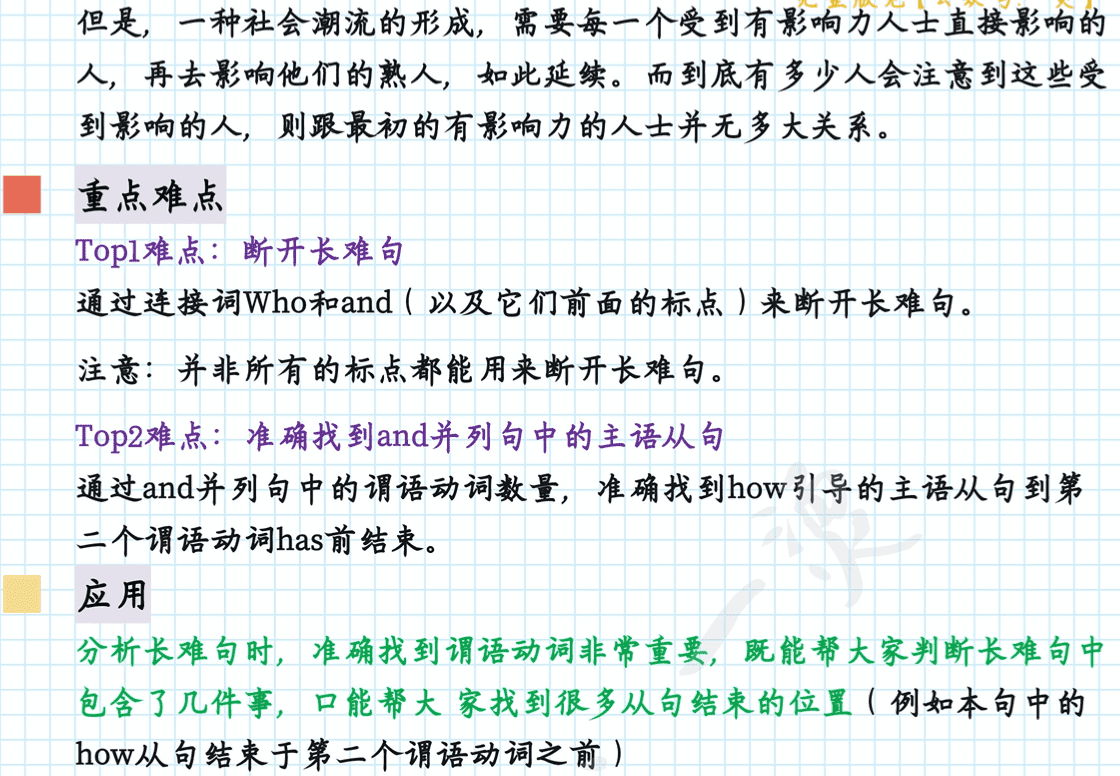 但是，一种社会潮流的形成，需要每一个受到有影响力人士直接影响的
人，再去影响他们的熟人，如此延续。而到底有多少人会注意到这些受
到影响的人，则跟最初的有影响力的人士并无多大关系。
重点难点
Top1难点：断开长难句
通过连接词Who和and（以及它们前面的标点）来断开长难句。
注意：并非所有的标点都能用来断开长难句。
Top2难点：准确找到and并列句中的主语从句
通过and并列句中的谓语动词数量，准确找到how引导的主语从句到第
二个谓语动词has前结束。
应用
分析长难句时，准确找到谓语动词非常重要，既能帮大家判断长难句中
包含了几件事，口能帮大 家找到很多从句结束的位置（例如本句中的
how从句结束于第二个谓语动词之前）